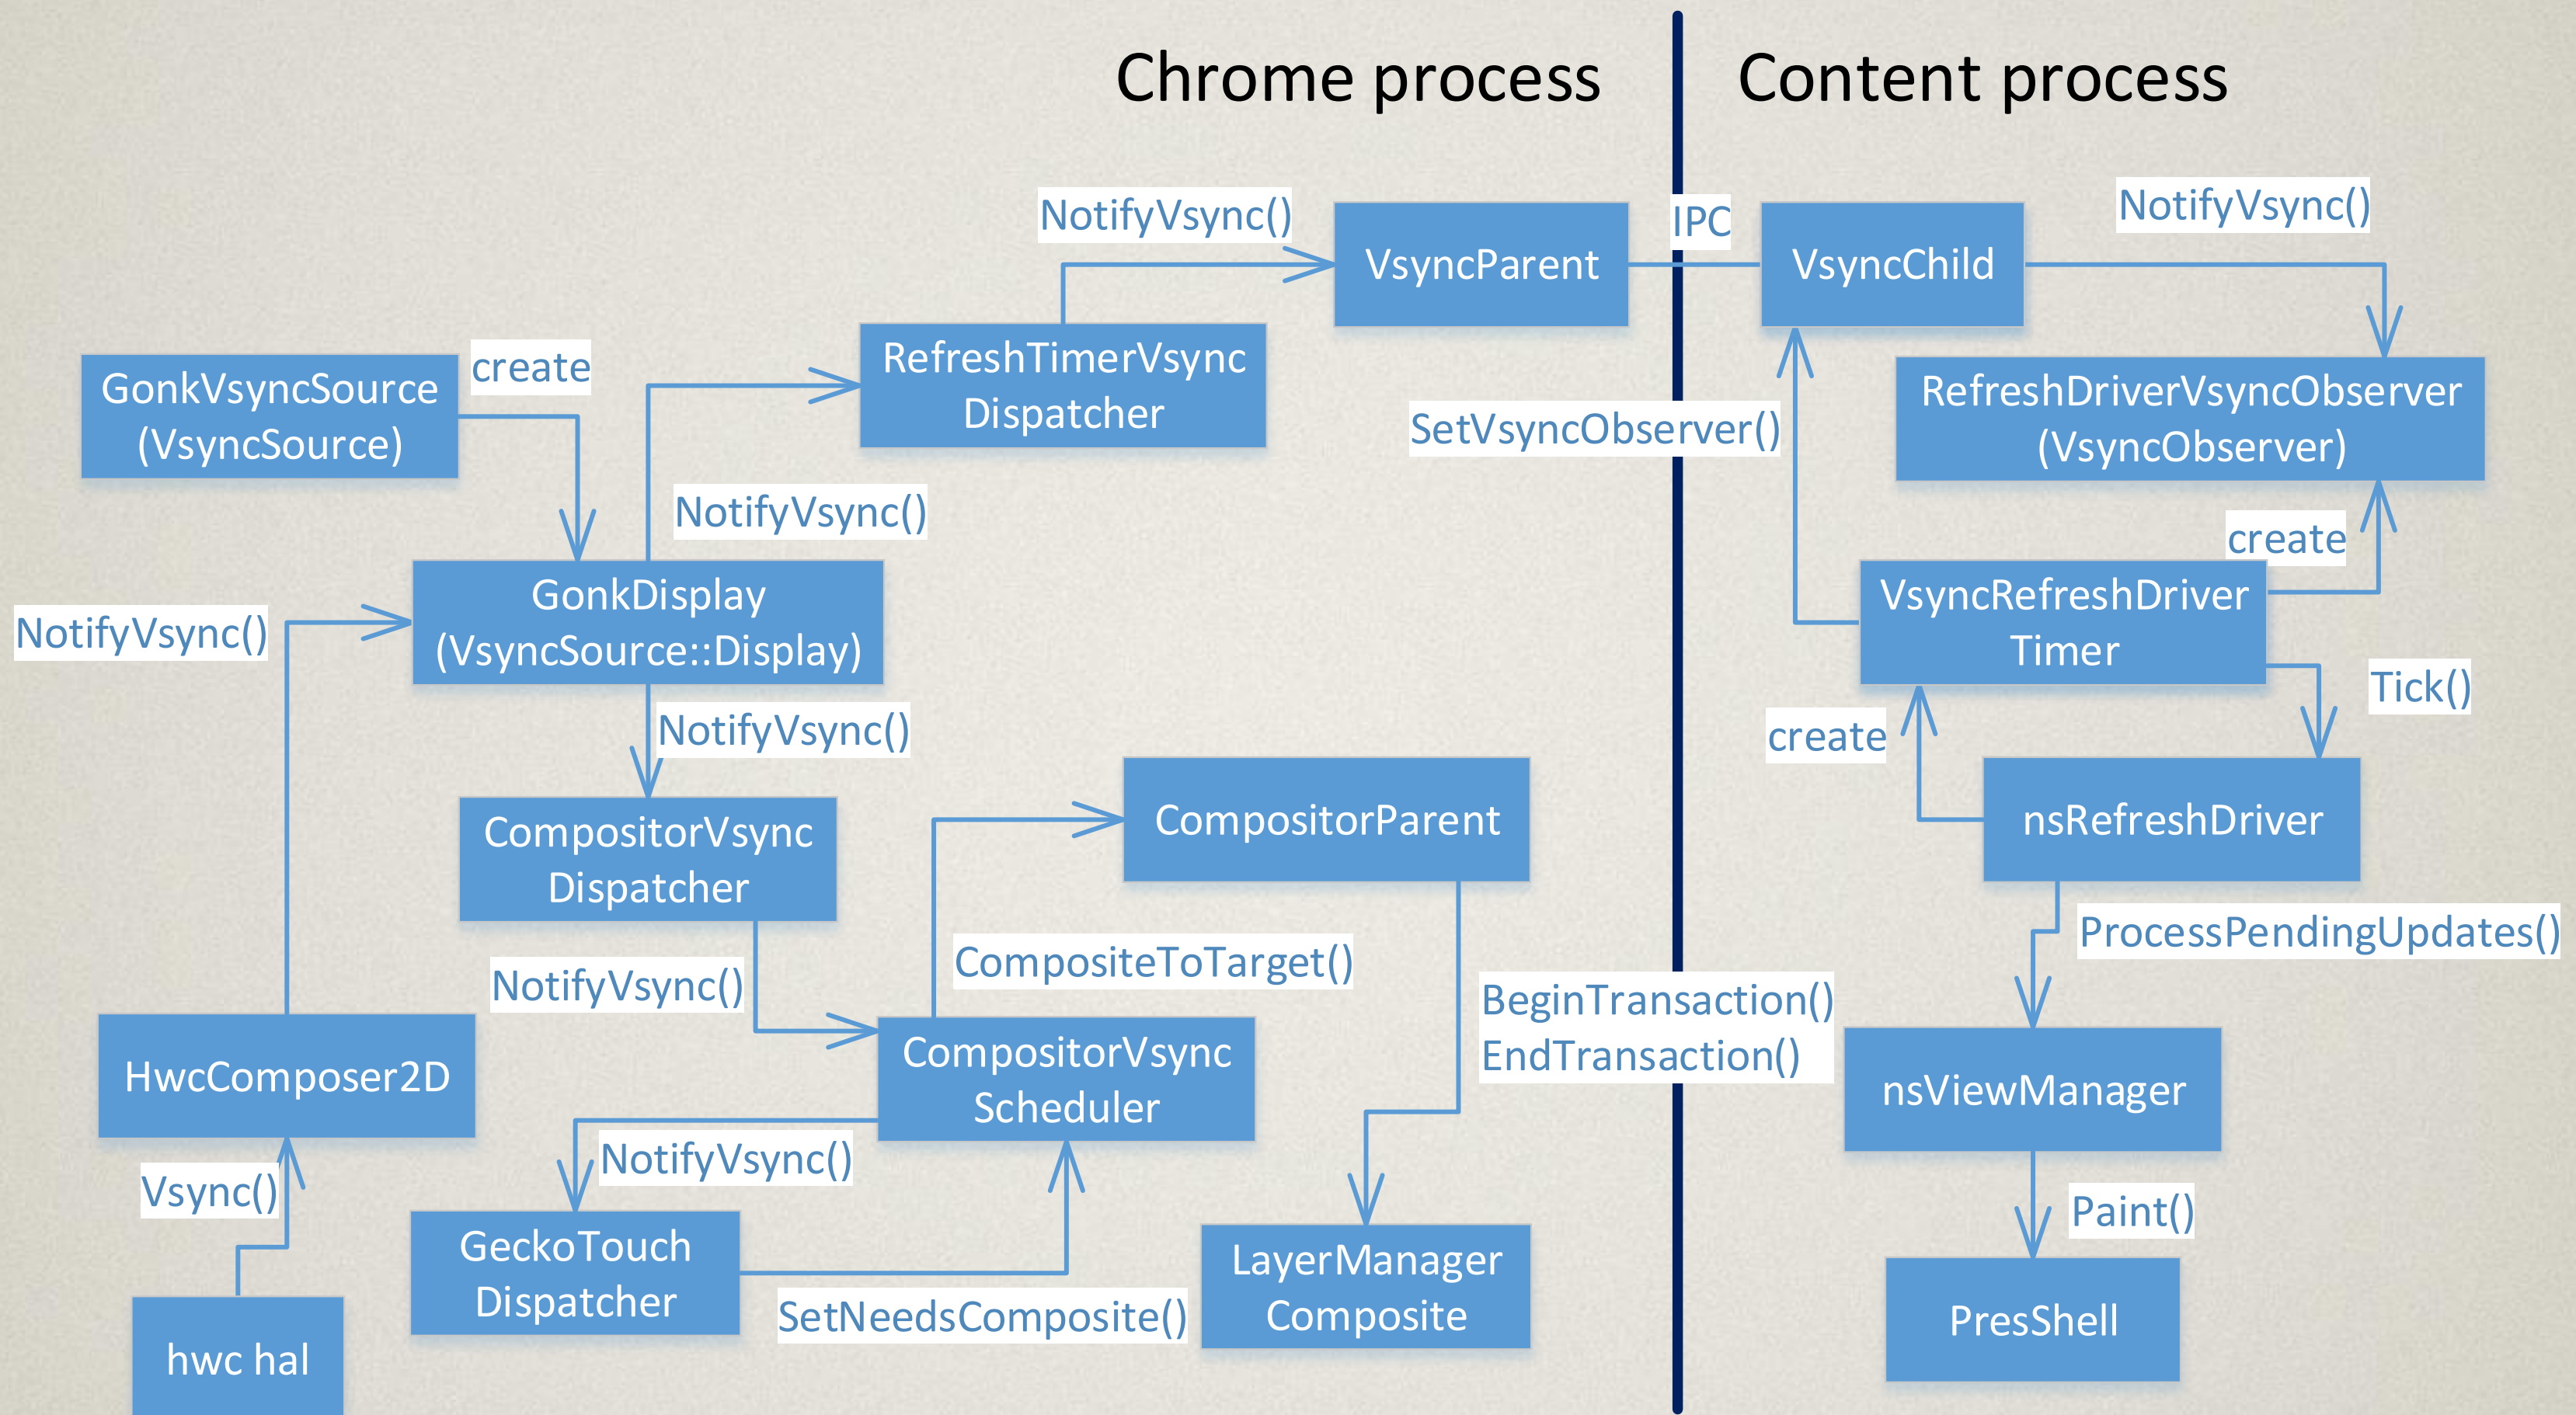 Chrome process
Content process
NotifyVsync()
VsyncParent
IPC
VsyncChild
NotifyVsync()
GonkVsyncSource
(VsyncSource)
create
RefreshTimerVsync
Dispatcher
SetVsyncObserver()
RefreshDriverVsyncObserver
(VsyncObserver)
NotifyVsync()
create
NotifyVsync()
GonkDisplay
(VsyncSource::Display)
VsyncRefreshDriver
Timer
Tick()
NotifyVsync()
create
CompositorVsync
Dispatcher
CompositorParent
nsRefreshDriver
NotifyVsync()
CompositeToTarget()
BeginTransaction()
EndTransaction()
ProcessPendingUpdates()
HwcComposer2D
CompositorVsync
Scheduler
nsViewManager
Vsync()
NotifyVsync()
Paint()
GeckoTouch
Dispatcher
SetNeedsComposite()
LayerManager
Composite
PresShell
hwc hal